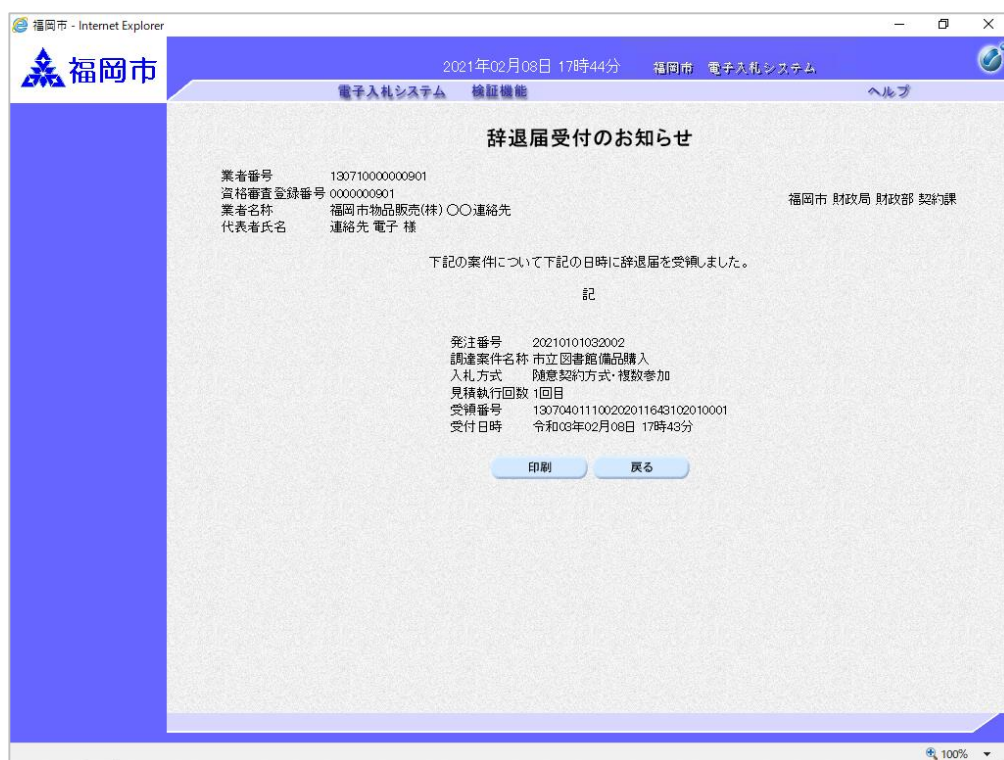 福岡市 - Internet Explorer
福岡市
2021年02月08日 17時44分 福岡市 電子入札システム
電子入札システム 検証機能 ヘルプ
辞退届受付のお知らせ
業者番号 130710000000901
資格審査登録番号 0000000901
業者名称 福岡市物品販売(株) 〇〇連絡先
代表者氏名 連絡先 電子 様
福岡市 財政局 財政部 契約課
下記の案件について下記の日時に辞退届を受領しました。
記
発注番号 20210101032002
調達案件名称 市立図書館備品購入
入札方式 随意契約方式・複数参加
見積執行回数 1回目
受領番号 1307040111002020116431020​10001
受付日時 令和03年02月08日 17時43分
印刷 戻る
100%